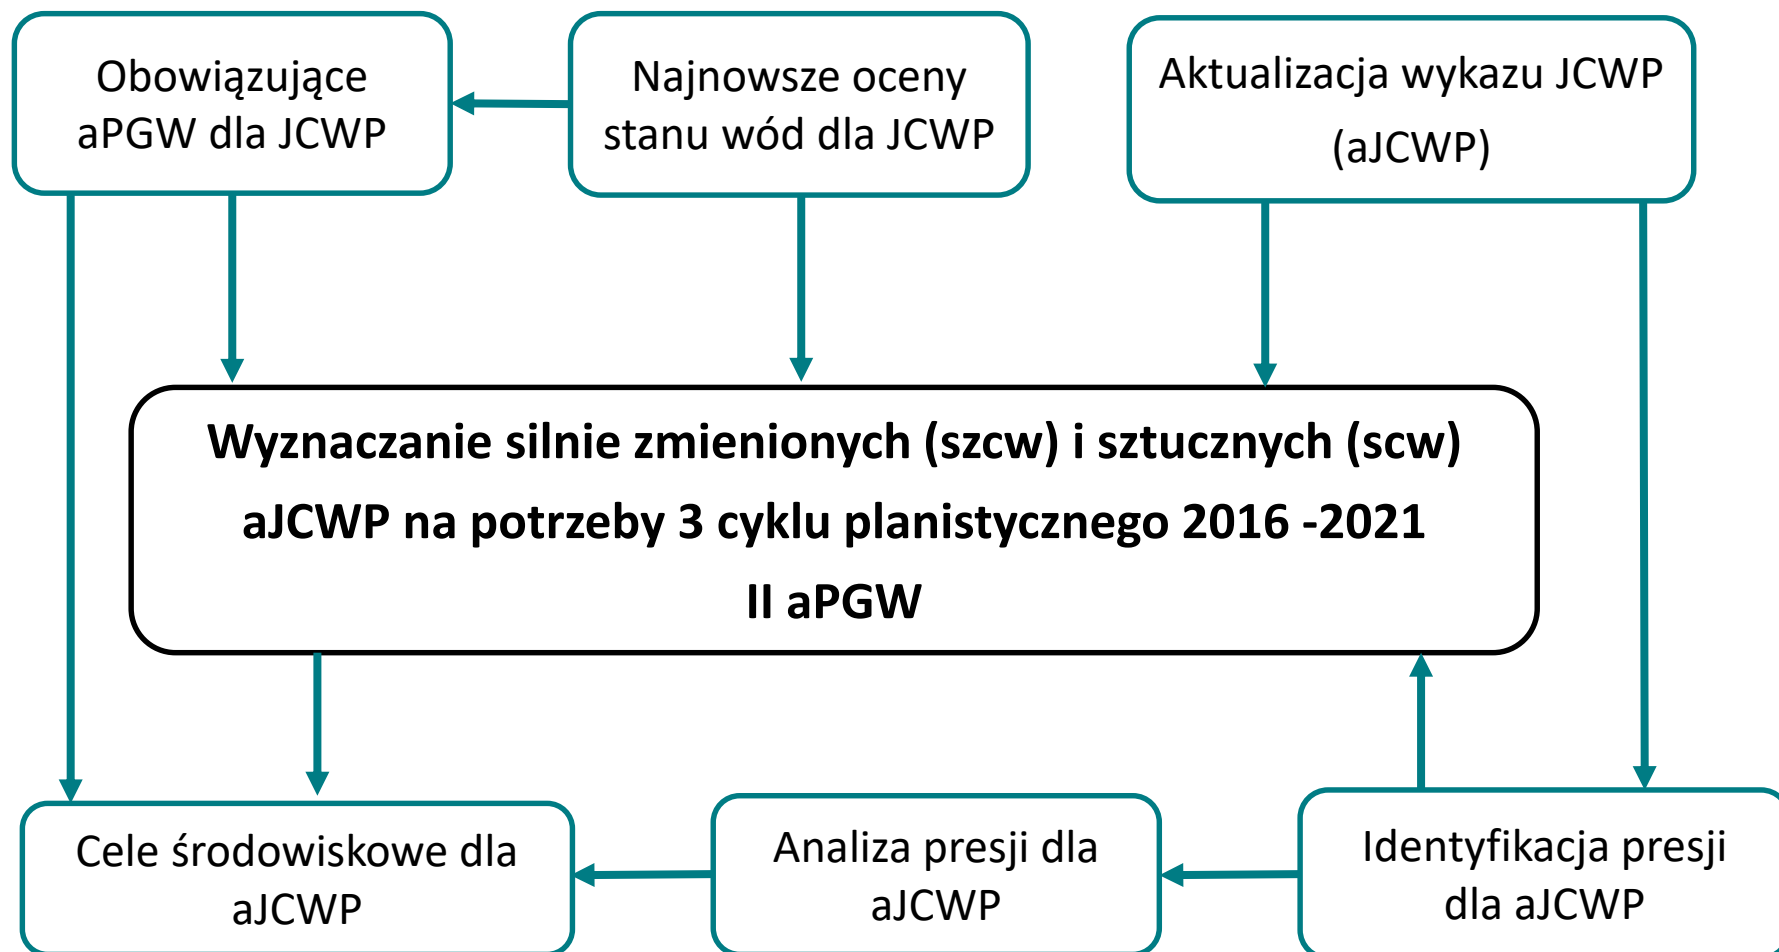 Obowiązujące
aPGW dla JCWP
Najnowsze oceny
stanu wód dla JCWP
Aktualizacja wykazu JCWP
(aJCWP)
Wyznaczanie silnie zmienionych (szcw) i sztucznych (scw)
aJCWP na potrzeby 3 cyklu planistycznego 2016 -2021
II aPGW
Cele środowiskowe dla
aJCWP
Analiza presji dla
aJCWP
Identyfikacja presji
dla aJCWP